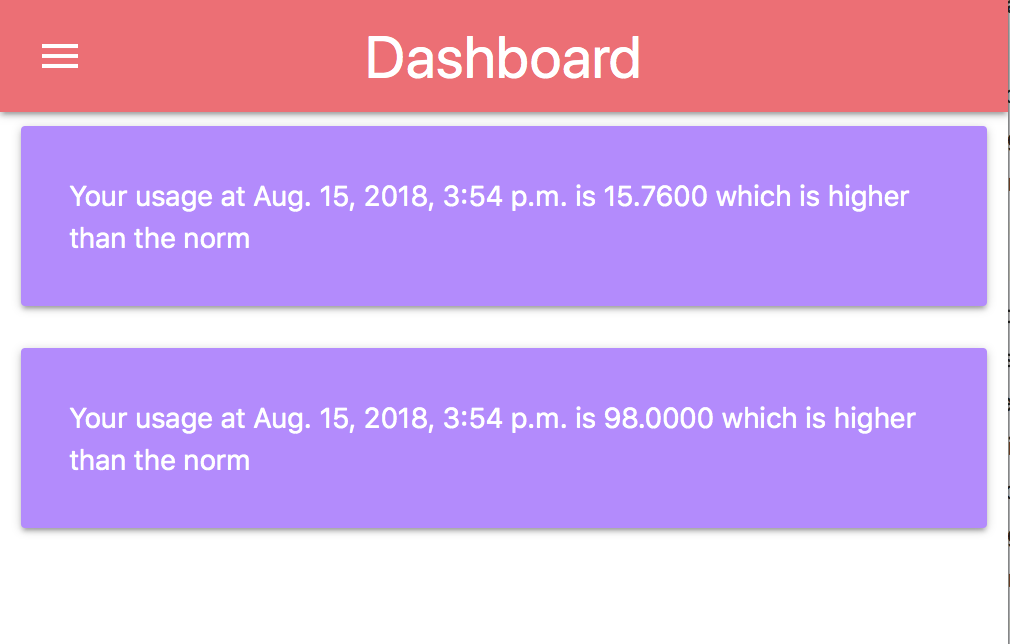 Dashboard
Your usage at Aug. 15, 2018, 3:54 p.m. is 15.7600 which is higher
than the norm
Your usage at Aug. 15, 2018, 3:54 p.m. is 98.0000 which is higher
than the norm